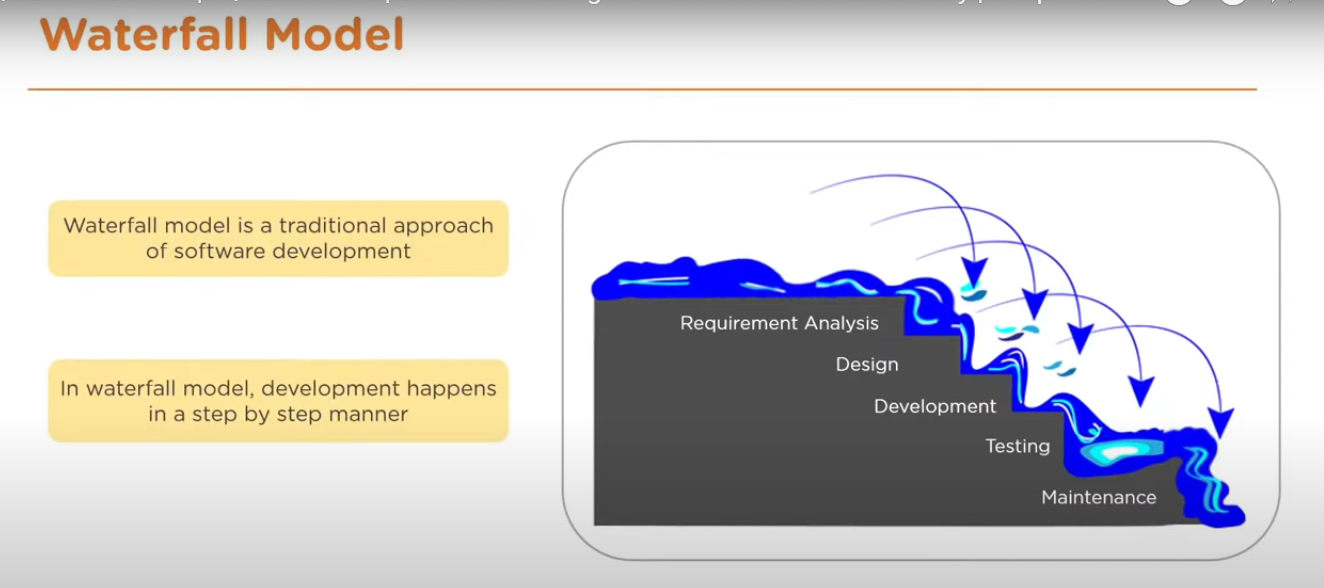 Waterfall Model
Waterfall model is a traditional approach
of software development
In waterfall model, development happens
in a step by step manner
Requirement Analysis
Design
Development
Testing
Maintenance